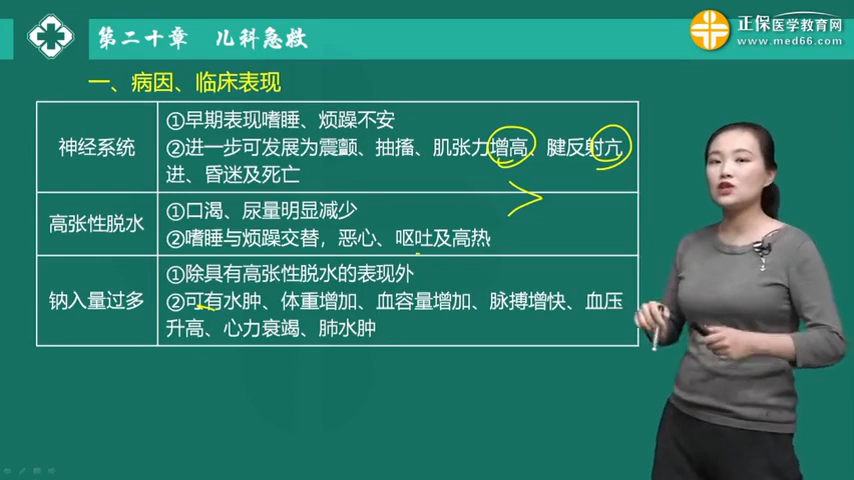 第二十章 儿科急救
正保医学教育网
www.med66.com
一、病因、临床表现
神经系统
①早期表现嗜睡、烦躁不安
②进一步可发展为震颤、抽搐、肌张力增高、腱反射亢
进、昏迷及死亡
高张性脱水
①口渴、尿量明显减少
②嗜睡与烦躁交替，恶心、呕吐及高热
钠入量过多
①除具有高张性脱水的表现外
②可有水肿、体重增加、血容量增加、脉搏增快、血压
升高、心力衰竭、肺水肿